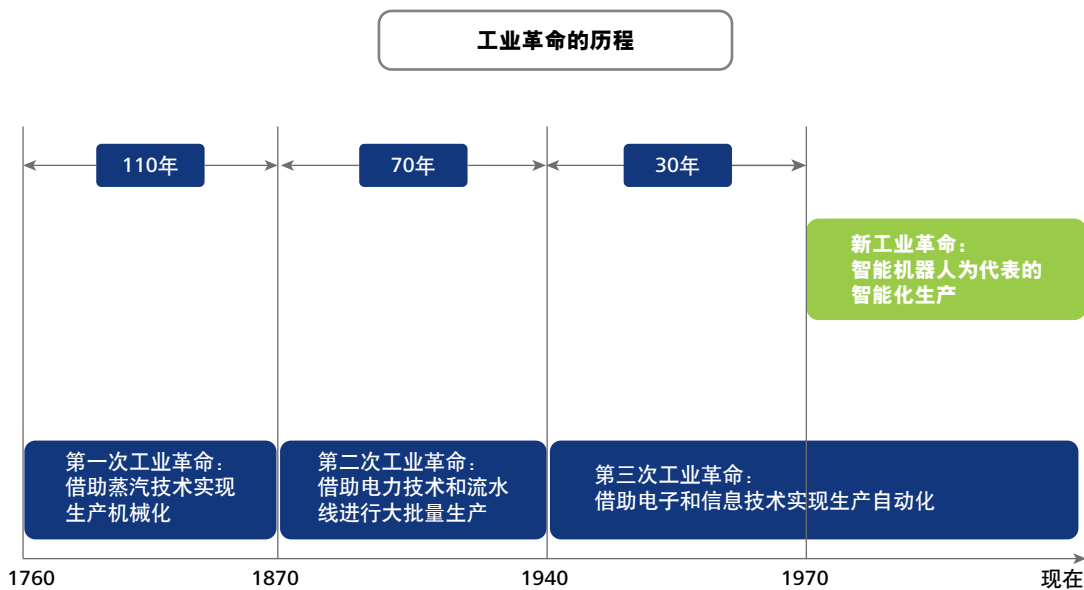 工业革命的历程
110年
70年
30年
新工业革命：
智能机器人为代表的
智能化生产
第一次工业革命：
借助蒸汽技术实现
生产机械化
第二次工业革命：
借助电力技术和流水
线进行大批量生产
第三次工业革命：
借助电子和信息技术实现生产自动化
1760
1870
1940
1970
现在